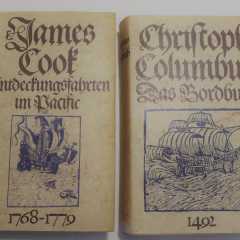 James
Cook
Entdeckungsfahrten
im Pacific
1768-1779
Christoph
Columbu
Das Bordbu
1492